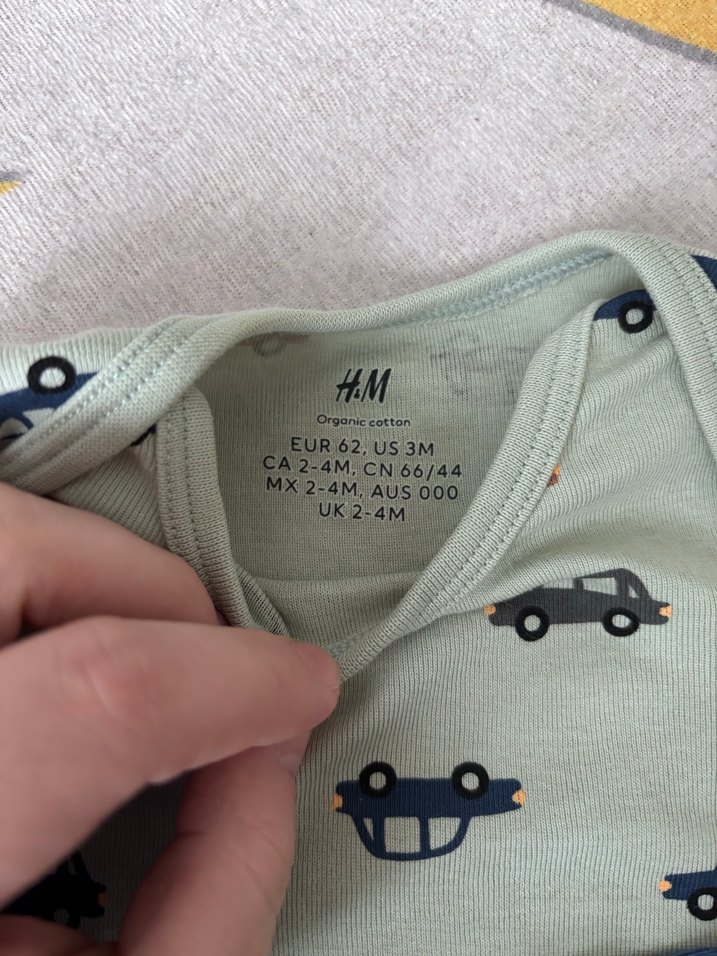 H&M
Organic cotton
EUR 62, US 3M
CA 2-4M, CN 66/44
MX 2-4M, AUS 000
UK 2-4M